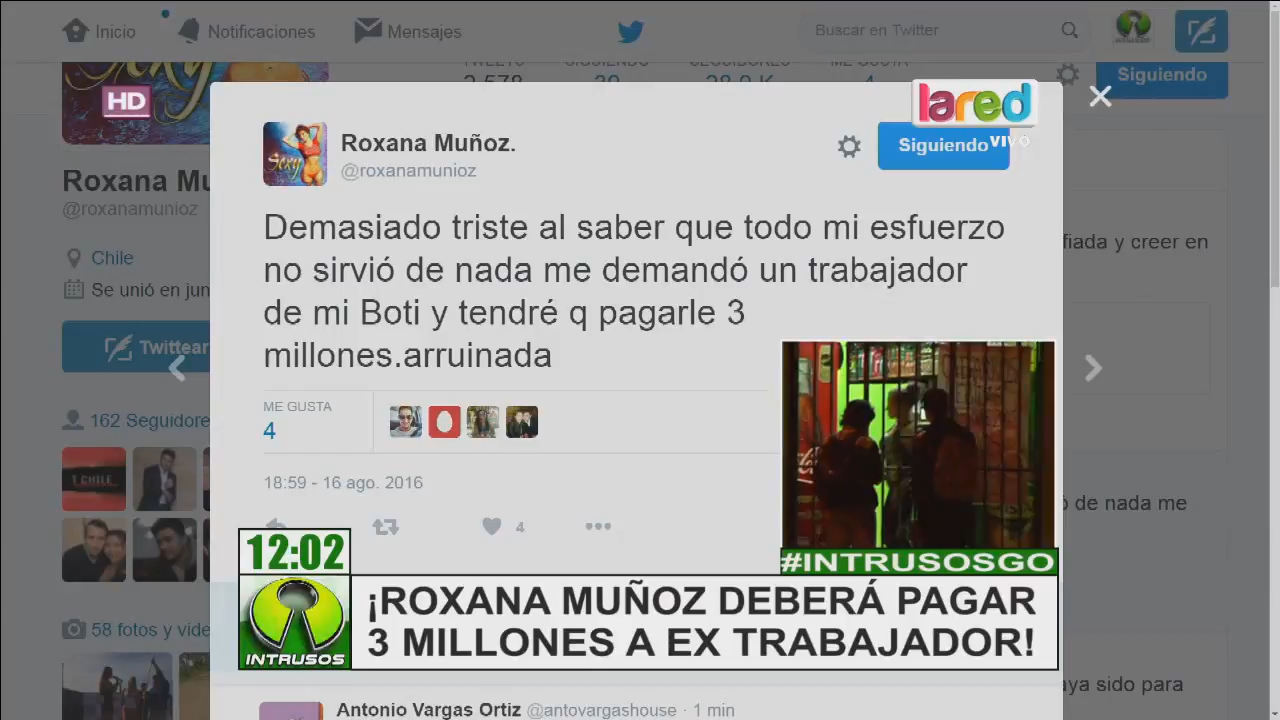 Inicio
Notificaciones
Mensajes
Buscar en Twitter
Siguiendo
HD
lared
VIVO
Roxana Muñoz.
@roxanamunioz
Siguiendo
Roxana Mu
@roxanamunioz
Demasiado triste al saber que todo mi esfuerzo
no sirvió de nada me demandó un trabajador
de mi Boti y tendré q pagarle 3
millones.arruinada
fiada y creer en
Chile
Se unió en jun
Twittear
ME GUSTA
4
162 Seguidore
18:59 - 16 ago. 2016
4
ó de nada me
#INTRUSOSGO
12:02
INTRUSOS
¡ROXANA MUÑOZ DEBERÁ PAGAR
3 MILLONES A EX TRABAJADOR!
58 fotos y vide
aya sido para
Antonio Vargas Ortiz @antovargashouse · 1 min